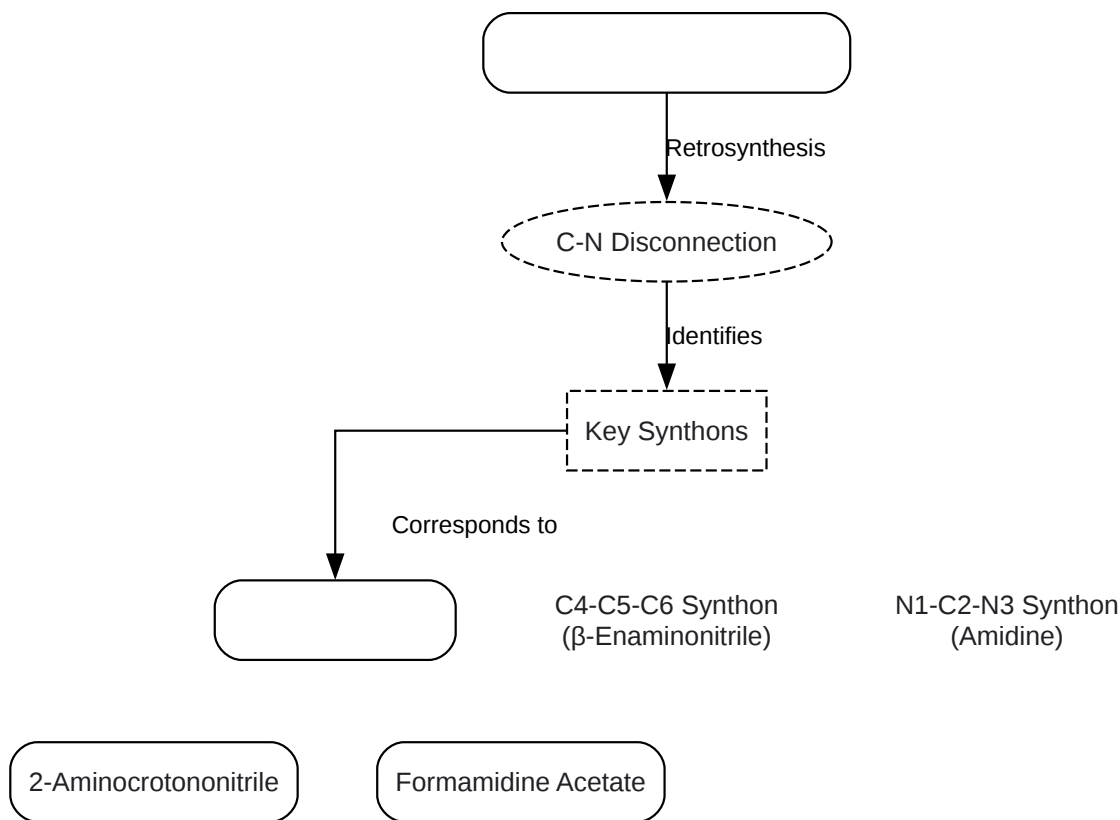 Retrosynthesis
C-N Disconnection
Identifies
Key Synthons
Corresponds to
C4-C5-C6 Synthon
(β-Enaminonitrile)
N1-C2-N3 Synthon
(Amidine)
2-Aminocrotononitrile
Formamidine Acetate